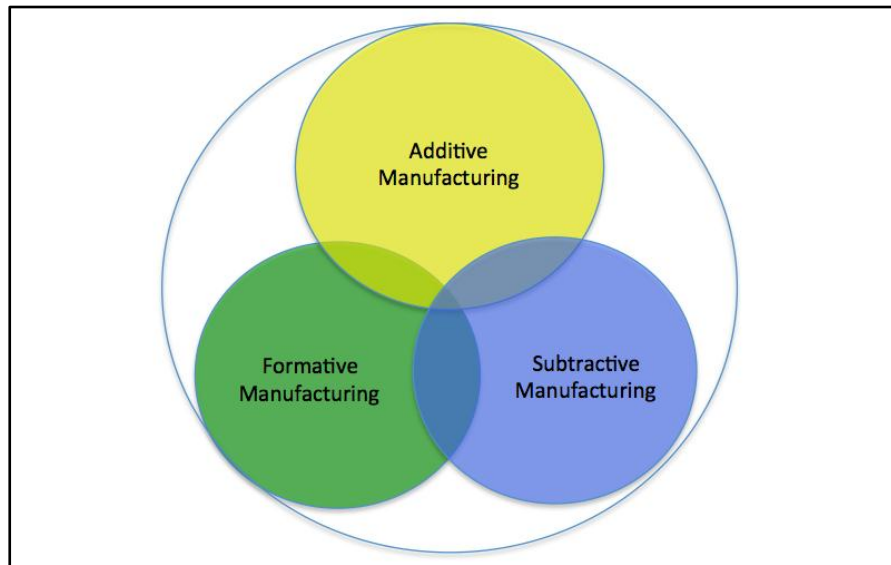 Additive
Manufacturing
Formative
Manufacturing
Subtractive
Manufacturing